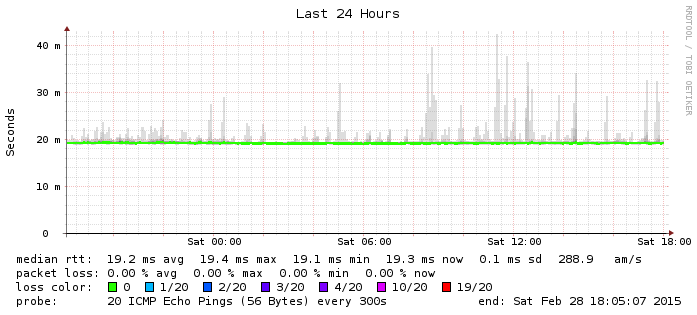 Last 24 Hours
RRDTOOL / TOBI OETIKER
Seconds
40 m
30 m
20 m
10 m
0
Sat 00:00 Sat 06:00 Sat 12:00 Sat 18:00
median rtt: 19.2 ms avg 19.4 ms max 19.1 ms min 19.3 ms now 0.1 ms sd 288.9 am/s
packet loss: 0.00 % avg 0.00 % max 0.00 % min 0.00 % now
loss color: 0 1/20 2/20 3/20 4/20 10/20 19/20
probe: 20 ICMP Echo Pings (56 Bytes) every 300s end: Sat Feb 28 18:05:07 2015